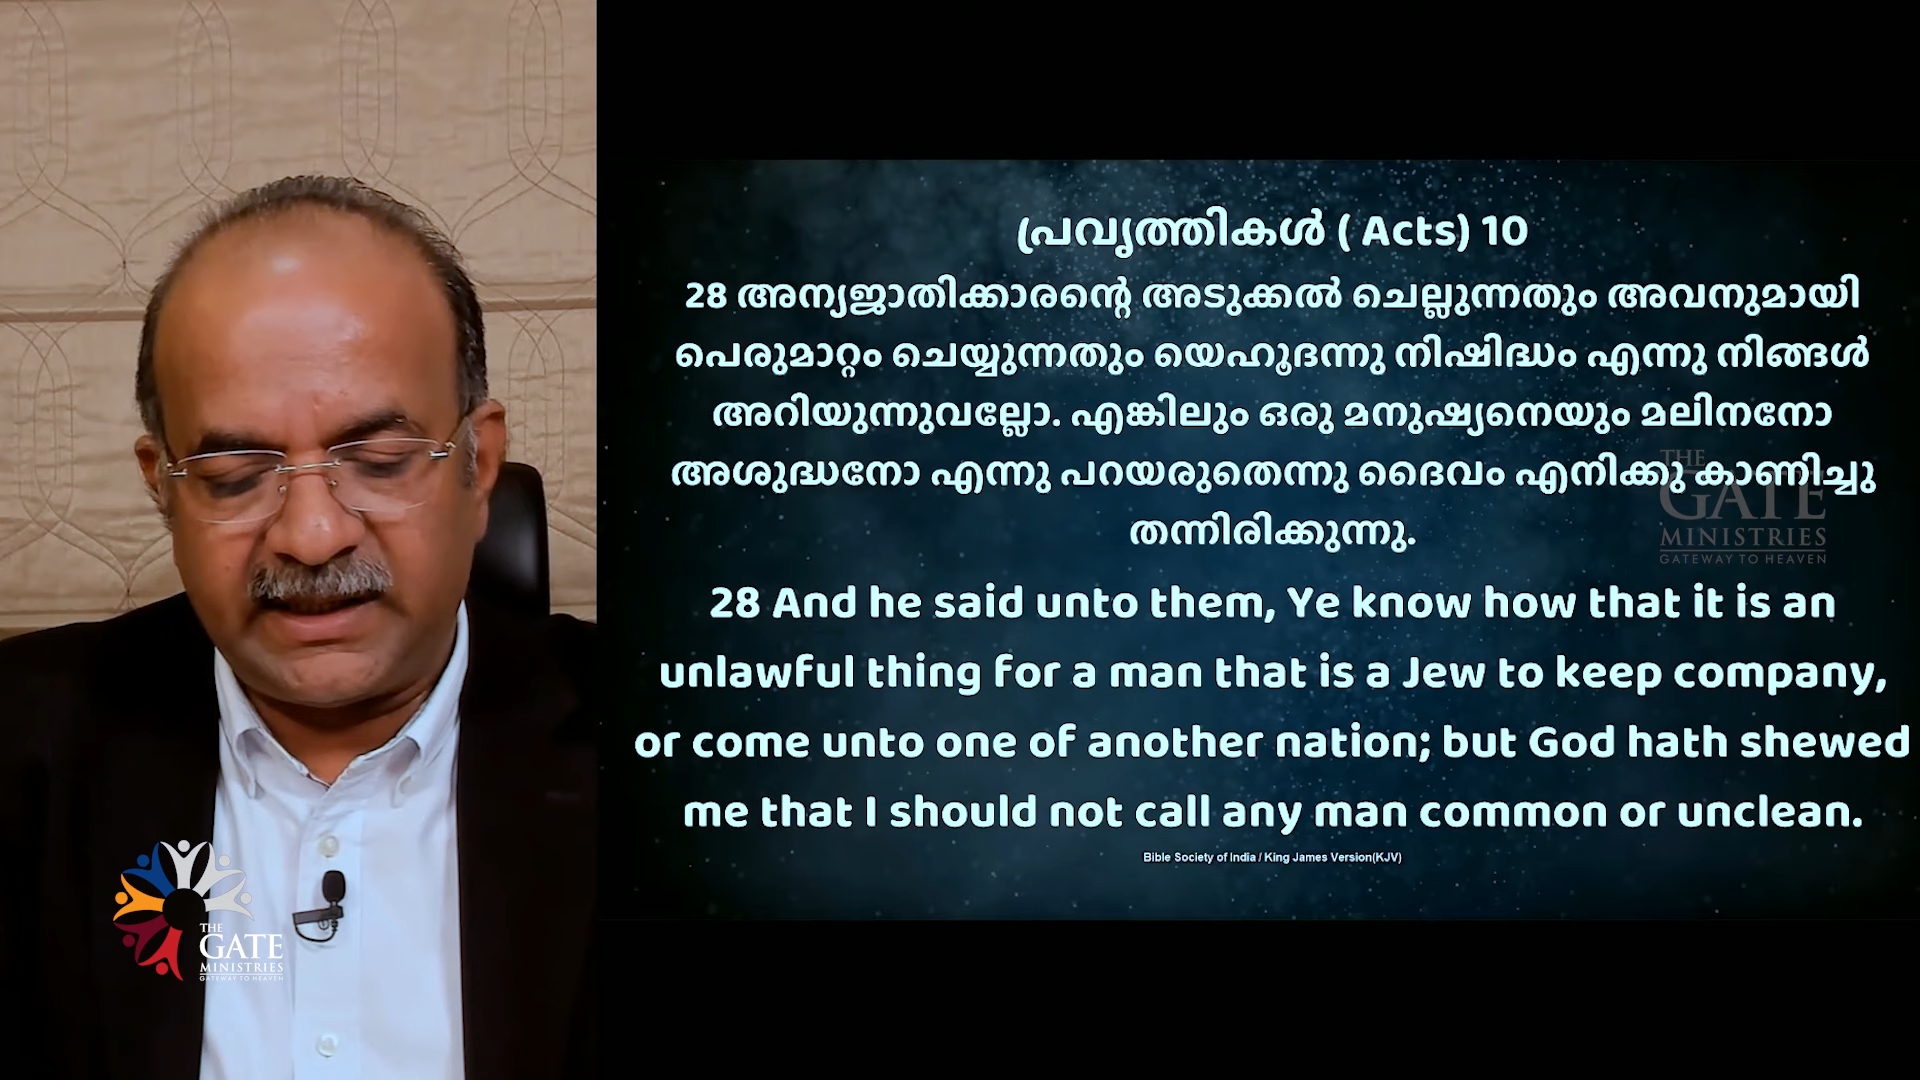 പ്രവൃത്തികൾ ( Acts) 10
28 അന്യജാതിക്കാരന്റെ അടുക്കൽ ചെല്ലുന്നതും അവനുമായി
പെരുമാറ്റം ചെയ്യുന്നതും യെഹൂദന്നു നിഷിദ്ധം എന്നു നിങ്ങൾ
അറിയുന്നുവല്ലോ. എങ്കിലും ഒരു മനുഷ്യനെയും മലിനനോ
അശുദ്ധനോ എന്നു പറയരുതെന്നു ദൈവം എനിക്കു കാണിച്ചു
തന്നിരിക്കുന്നു.
28 And he said unto them, Ye know how that it is an
unlawful thing for a man that is a Jew to keep company,
or come unto one of another nation; but God hath shewed
me that I should not call any man common or unclean.
Bible Society of India / King James Version(KJV)
THE
GATE
MINISTRIES
GATEWAY TO HEAVEN
THE
GATE
MINISTRIES
GATEWAY TO HEAVEN